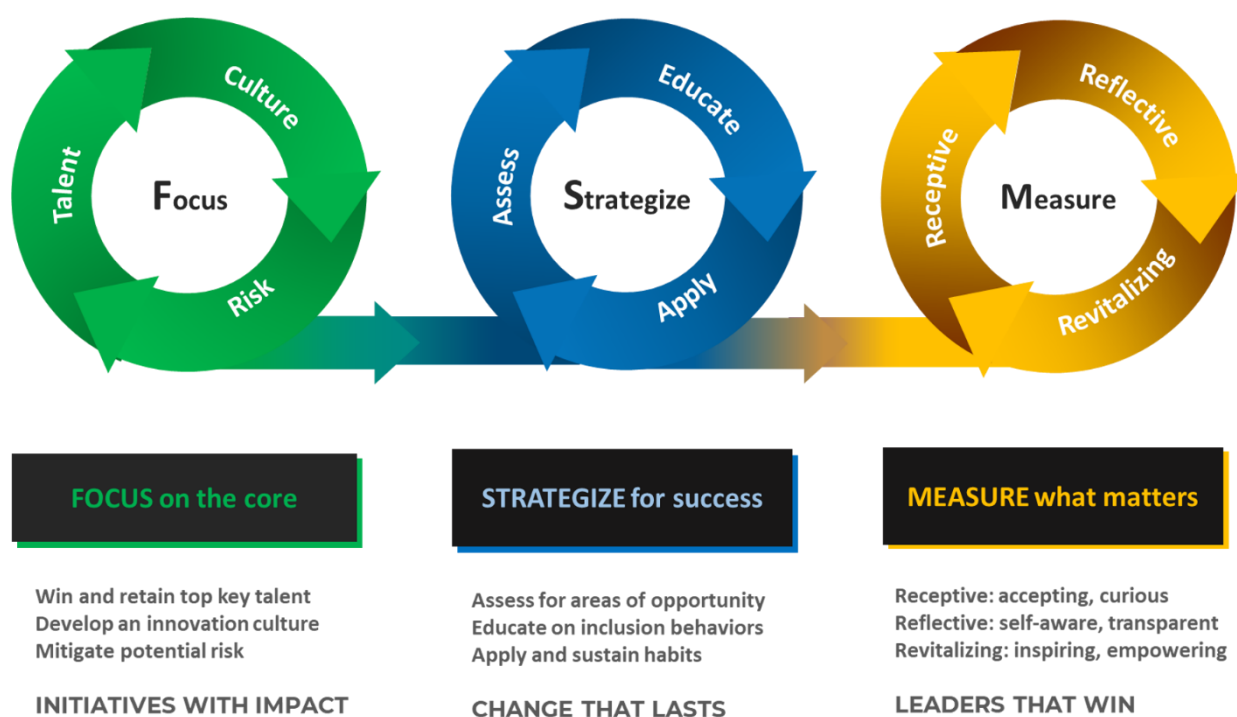 Talent
Culture
Risk
Focus
Assess
Educate
Apply
Strategize
Receptive
Reflective
Revitalizing
Measure
FOCUS on the core
Win and retain top key talent
Develop an innovation culture
Mitigate potential risk
INITIATIVES WITH IMPACT
STRATEGIZE for success
Assess for areas of opportunity
Educate on inclusion behaviors
Apply and sustain habits
CHANGE THAT LASTS
MEASURE what matters
Receptive: accepting, curious
Reflective: self-aware, transparent
Revitalizing: inspiring, empowering
LEADERS THAT WIN